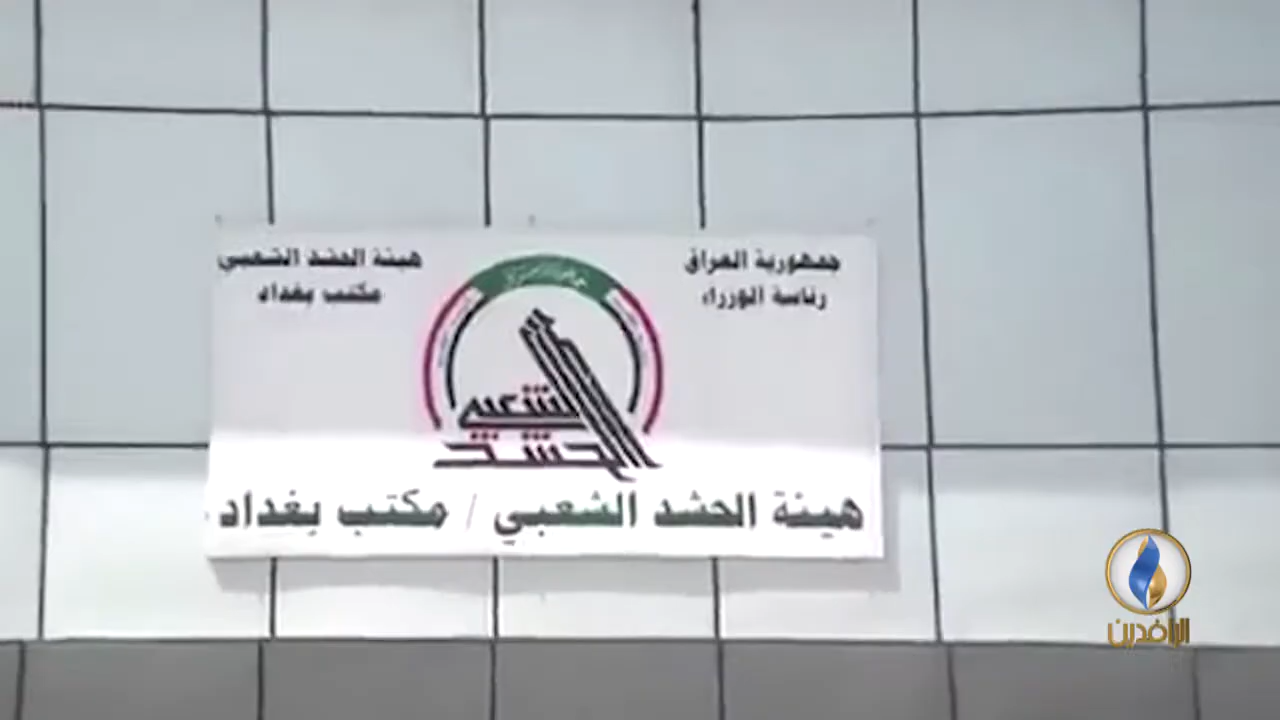 جمهورية العراق
رئاسة الوزراء
هيئة الحشد الشعبي
مكتب بغداد
الشعبي
الحشد
هيئة الحشد الشعبي / مكتب بغداد
الرافدين